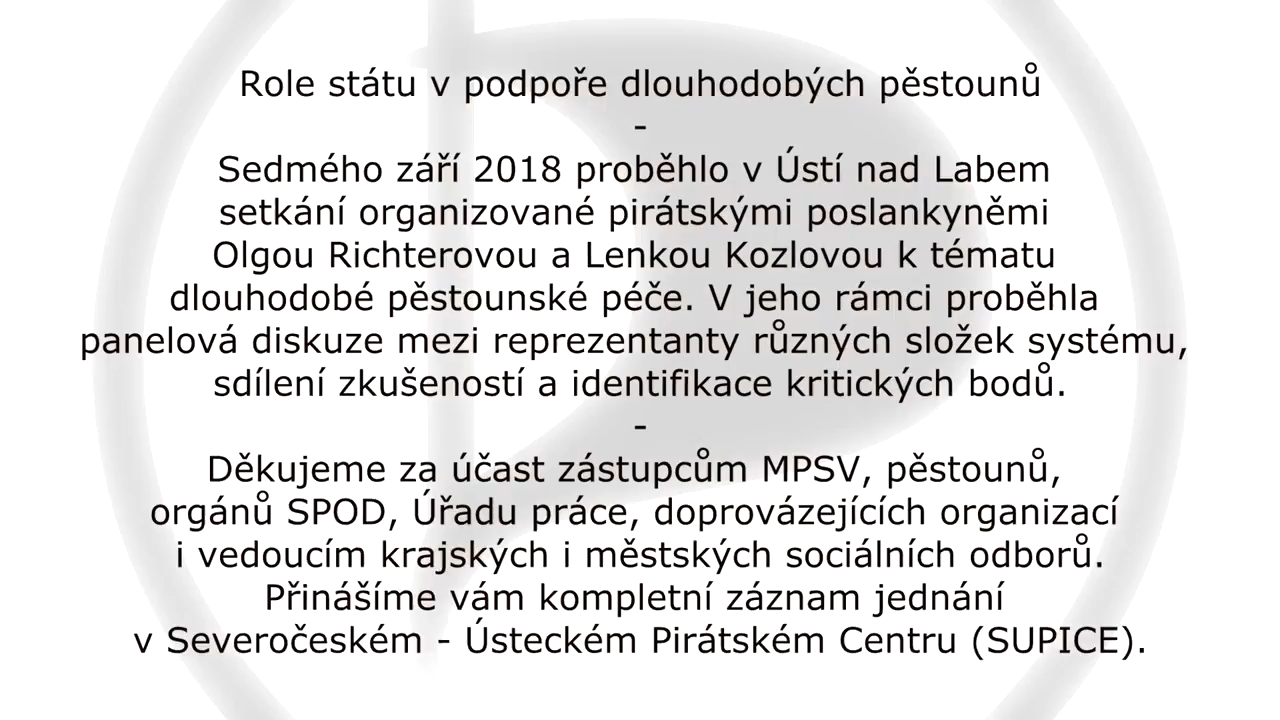 Role státu v podpoře dlouhodobých pěstounů
-
Sedmého září 2018 proběhlo v Ústí nad Labem
setkání organizované pirátskými poslankyněmi
Olgou Richterovou a Lenkou Kozlovou k tématu
dlouhodobé pěstounské péče. V jeho rámci proběhla
panelová diskuze mezi reprezentanty různých složek systému,
sdílení zkušeností a identifikace kritických bodů.
-
Děkujeme za účast zástupcům MPSV, pěstounů,
orgánů SPOD, Úřadu práce, doprovázejících organizací
i vedoucím krajských i městských sociálních odborů.
Přinášíme vám kompletní záznam jednání
v Severočeském - Ústeckém Pirátském Centru (SUPICE).